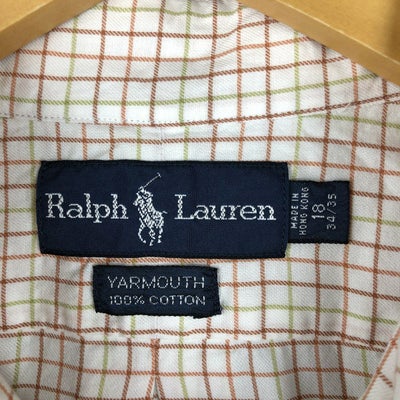 Ralph Lauren
MADE IN
HONG KONG
18
34/35
YARMOUTH
100% COTTON